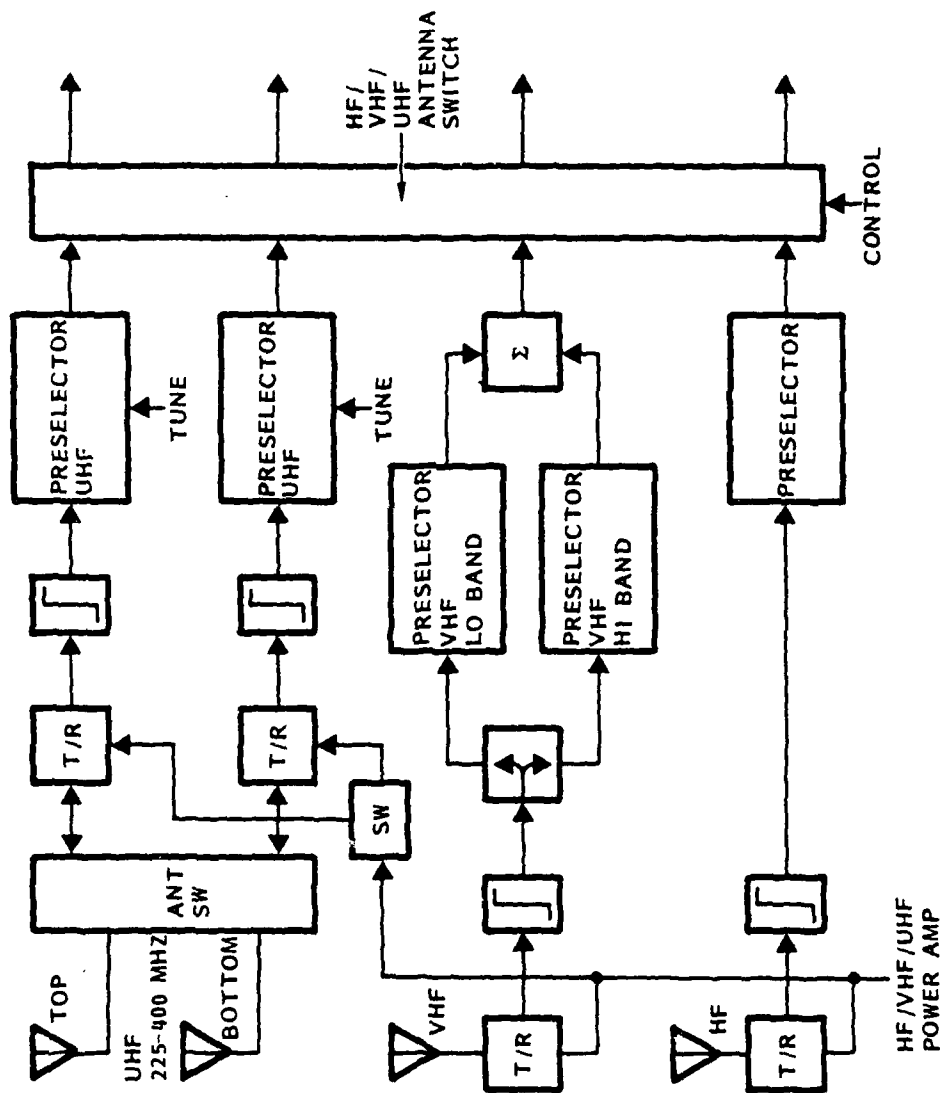 TOP
UHF
225-400 MHZ
BOTTOM
ANT
SW
T/R
T/R
SW
PRESELECTOR
UHF
TUNE
PRESELECTOR
UHF
TUNE
HF/
VHF/
UHF
ANTENNA
SWITCH
VHF
T/R
PRESELECTOR
VHF
LO BAND
PRESELECTOR
VHF
HI BAND
Σ
HF
T/R
PRESELECTOR
CONTROL
HF/VHF/UHF
POWER AMP